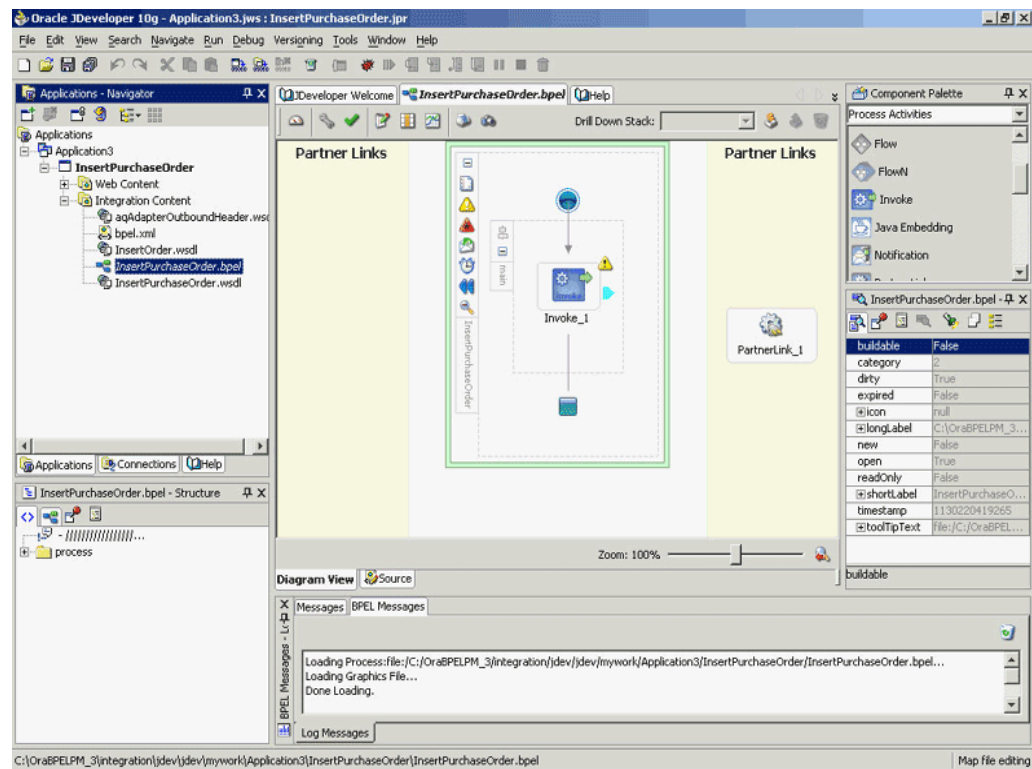 Oracle JDeveloper 10g - Application3.jws : InsertPurchaseOrder.jpr
File Edit View Search Navigate Run Debug Versioning Tools Window Help
Applications - Navigator
Applications
Application3
InsertPurchaseOrder
Web Content
Integration Content
aqAdapterOutboundHeader.wsd
bpel.xml
InsertOrder.wsdl
InsertPurchaseOrder.bpel
InsertPurchaseOrder.wsdl
Applications Connections Help
InsertPurchaseOrder.bpel - Structure
- /////////////////...
process
JDeveloper Welcome InsertPurchaseOrder.bpel Help
Drill Down Stack:
Partner Links
Partner Links
main
InsertPurchaseOrder
Invoke
Invoke_1
PartnerLink_1
Zoom: 100%
Diagram View Source
Component Palette
Process Activities
Flow
FlowN
Invoke
Java Embedding
Notification
InsertPurchaseOrder.bpel -
buildable False
category 2
dirty True
expired False
icon null
longLabel C:\OraBPELPM_3...
new False
open True
readOnly False
shortLabel InsertPurchaseO...
timestamp 1130220419265
toolTipText file:/C:/OraBPEL...
buildable
BPEL Messages - Lo
Messages BPEL Messages
Loading Process:file:/C:/OraBPELPM_3/integration/jdev/jdev/mywork/Application3/InsertPurchaseOrder/InsertPurchaseOrder.bpel...
Loading Graphics File...
Done Loading.
Log Messages
C:\OraBPELPM_3\integration\jdev\jdev\mywork\Application3\InsertPurchaseOrder\InsertPurchaseOrder.bpel
Map file editing